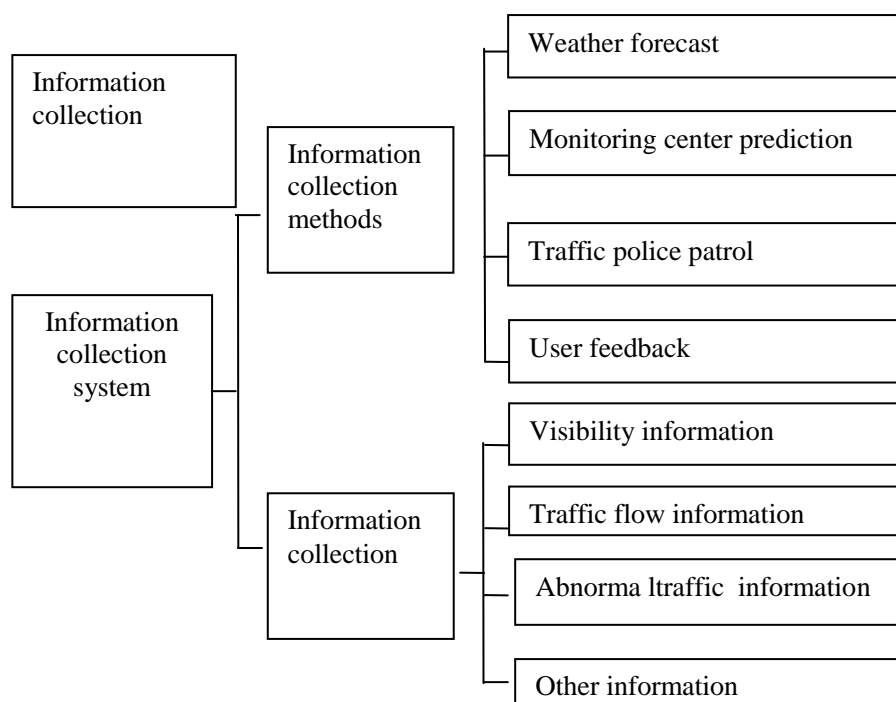 Information
collection
Information
collection
system
Information
collection
methods
Weather forecast
Monitoring center prediction
Traffic police patrol
User feedback
Information
collection
Visibility information
Traffic flow information
Abnorma ltraffic  information
Other information